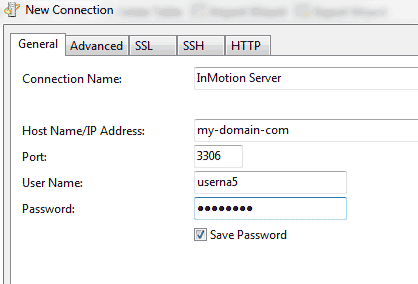 New Connection
General Advanced SSL SSH HTTP
Connection Name: InMotion Server
Host Name/IP Address: my-domain-com
Port: 3306
User Name: userna5
Password: ●●●●●●●●
Save Password